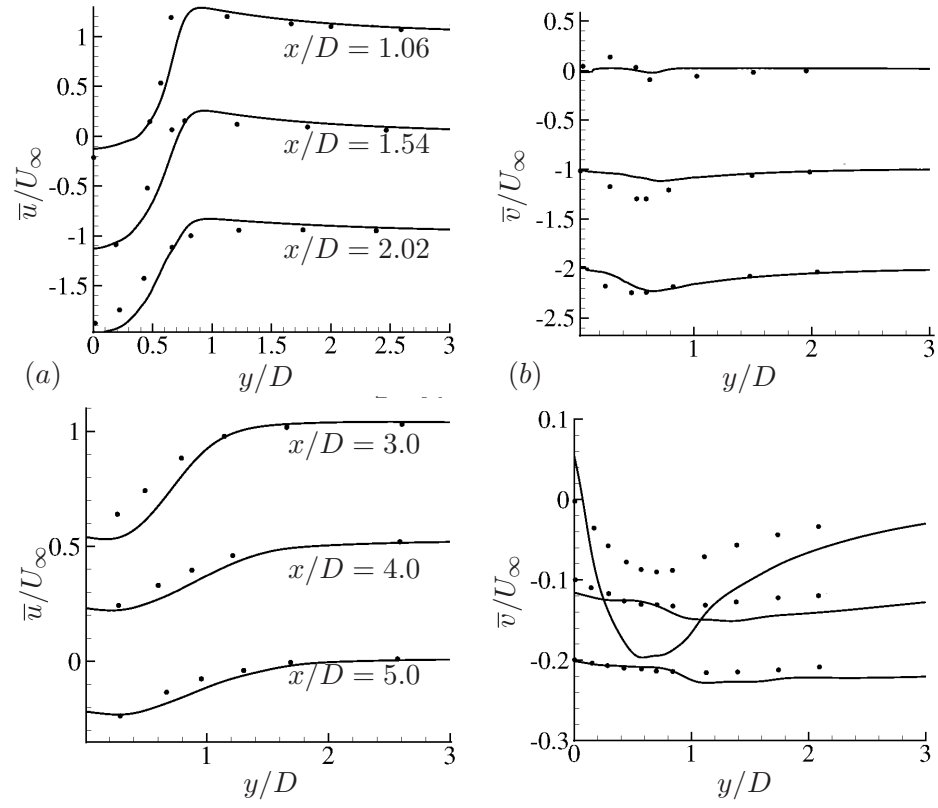 1
0
-0.5
-1
-1.5
0 0.5 1 1.5 2 2.5 3
u̅/U∞
x/D = 1.06
x/D = 1.54
x/D = 2.02
(a) y/D
0.5
0
-0.5
-1
-1.5
-2
-2.5
0 1 2 3
v̅/U∞
(b) y/D
1
0.5
0
1 2 3
u̅/U∞
x/D = 3.0
x/D = 4.0
x/D = 5.0
y/D
0.1
0
-0.1
-0.2
-0.3
0 1 2 3
v̅/U∞
y/D